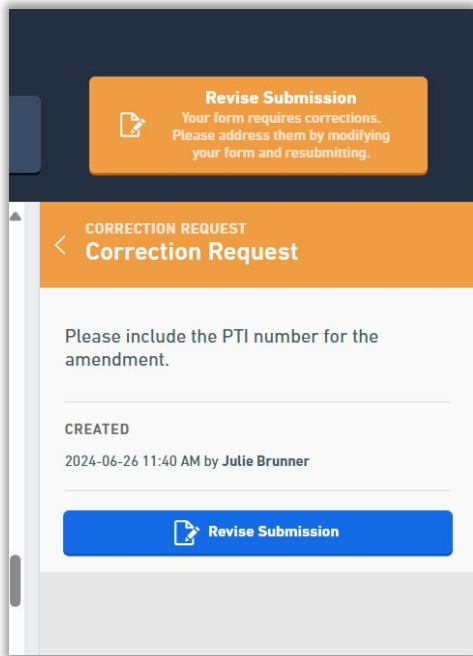 Revise Submission
Your form requires corrections.
Please address them by modifying
your form and resubmitting.
CORRECTION REQUEST
Correction Request
Please include the PTI number for the
amendment.
CREATED
2024-06-26 11:40 AM by Julie Brunner
Revise Submission